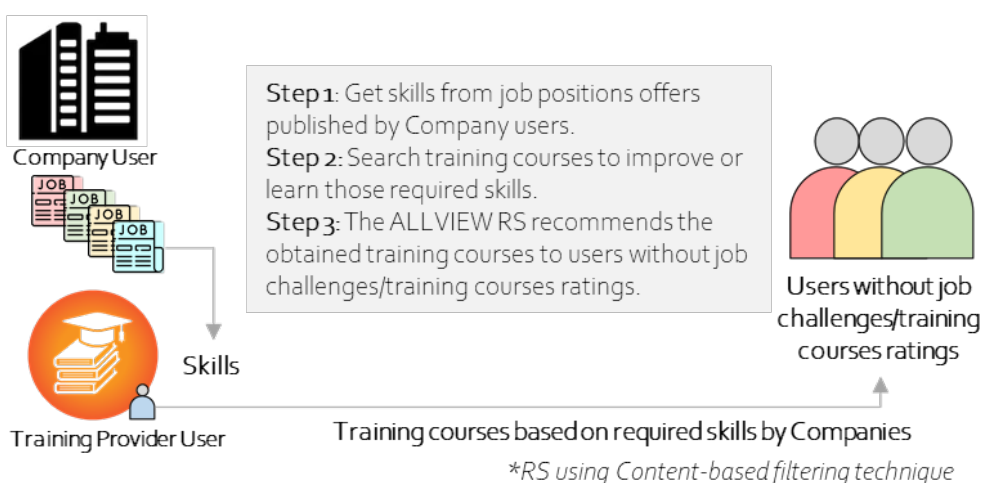 Company User
JOB
JOB
JOB
JOB
Step 1: Get skills from job positions offers
published by Company users.
Step 2: Search training courses to improve or
learn those required skills.
Step 3: The ALLVIEW RS recommends the
obtained training courses to users without job
challenges/training courses ratings.
Users without job
challenges/training
courses ratings
Skills
Training Provider User
Training courses based on required skills by Companies
*RS using Content-based filtering technique